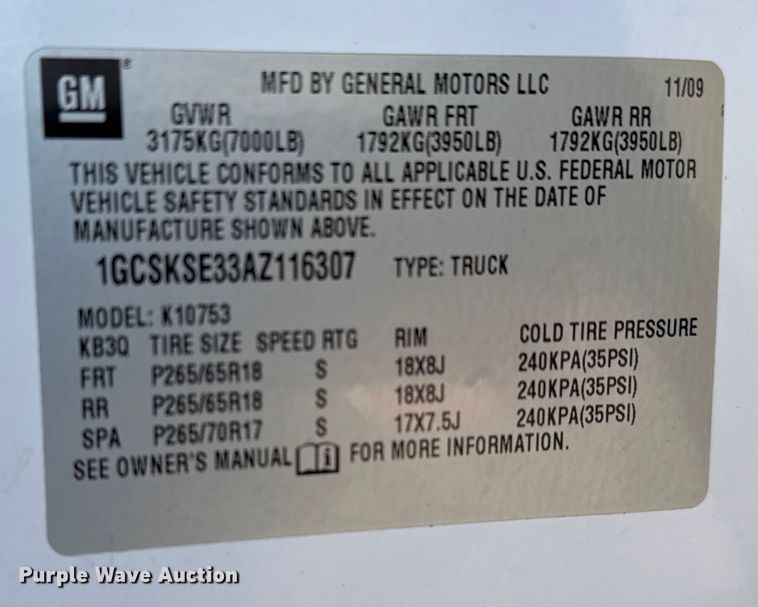 GM ® MFD BY GENERAL MOTORS LLC 11/09
GVWR GAWR FRT GAWR RR
3175KG(7000LB) 1792KG(3950LB) 1792KG(3950LB)
THIS VEHICLE CONFORMS TO ALL APPLICABLE U.S. FEDERAL MOTOR
VEHICLE SAFETY STANDARDS IN EFFECT ON THE DATE OF
MANUFACTURE SHOWN ABOVE.
1GCSKSE33AZ116307 TYPE: TRUCK
MODEL: K10753
KB3Q TIRE SIZE SPEED RTG RIM COLD TIRE PRESSURE
FRT P265/65R18 S 18X8J 240KPA(35PSI)
RR P265/65R18 S 18X8J 240KPA(35PSI)
SPA P265/70R17 S 17X7.5J 240KPA(35PSI)
SEE OWNER'S MANUAL i FOR MORE INFORMATION.
Purple Wave Auction